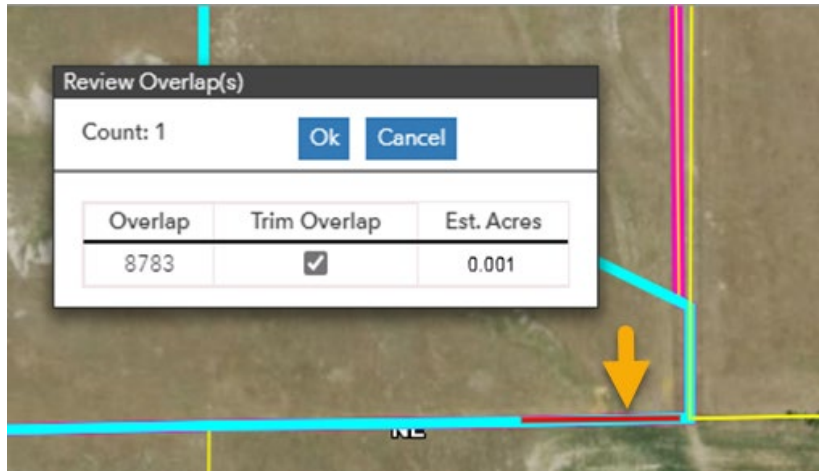 Review Overlap(s)
Count: 1 Ok Cancel
Overlap Trim Overlap Est. Acres
8783 0.001
NE